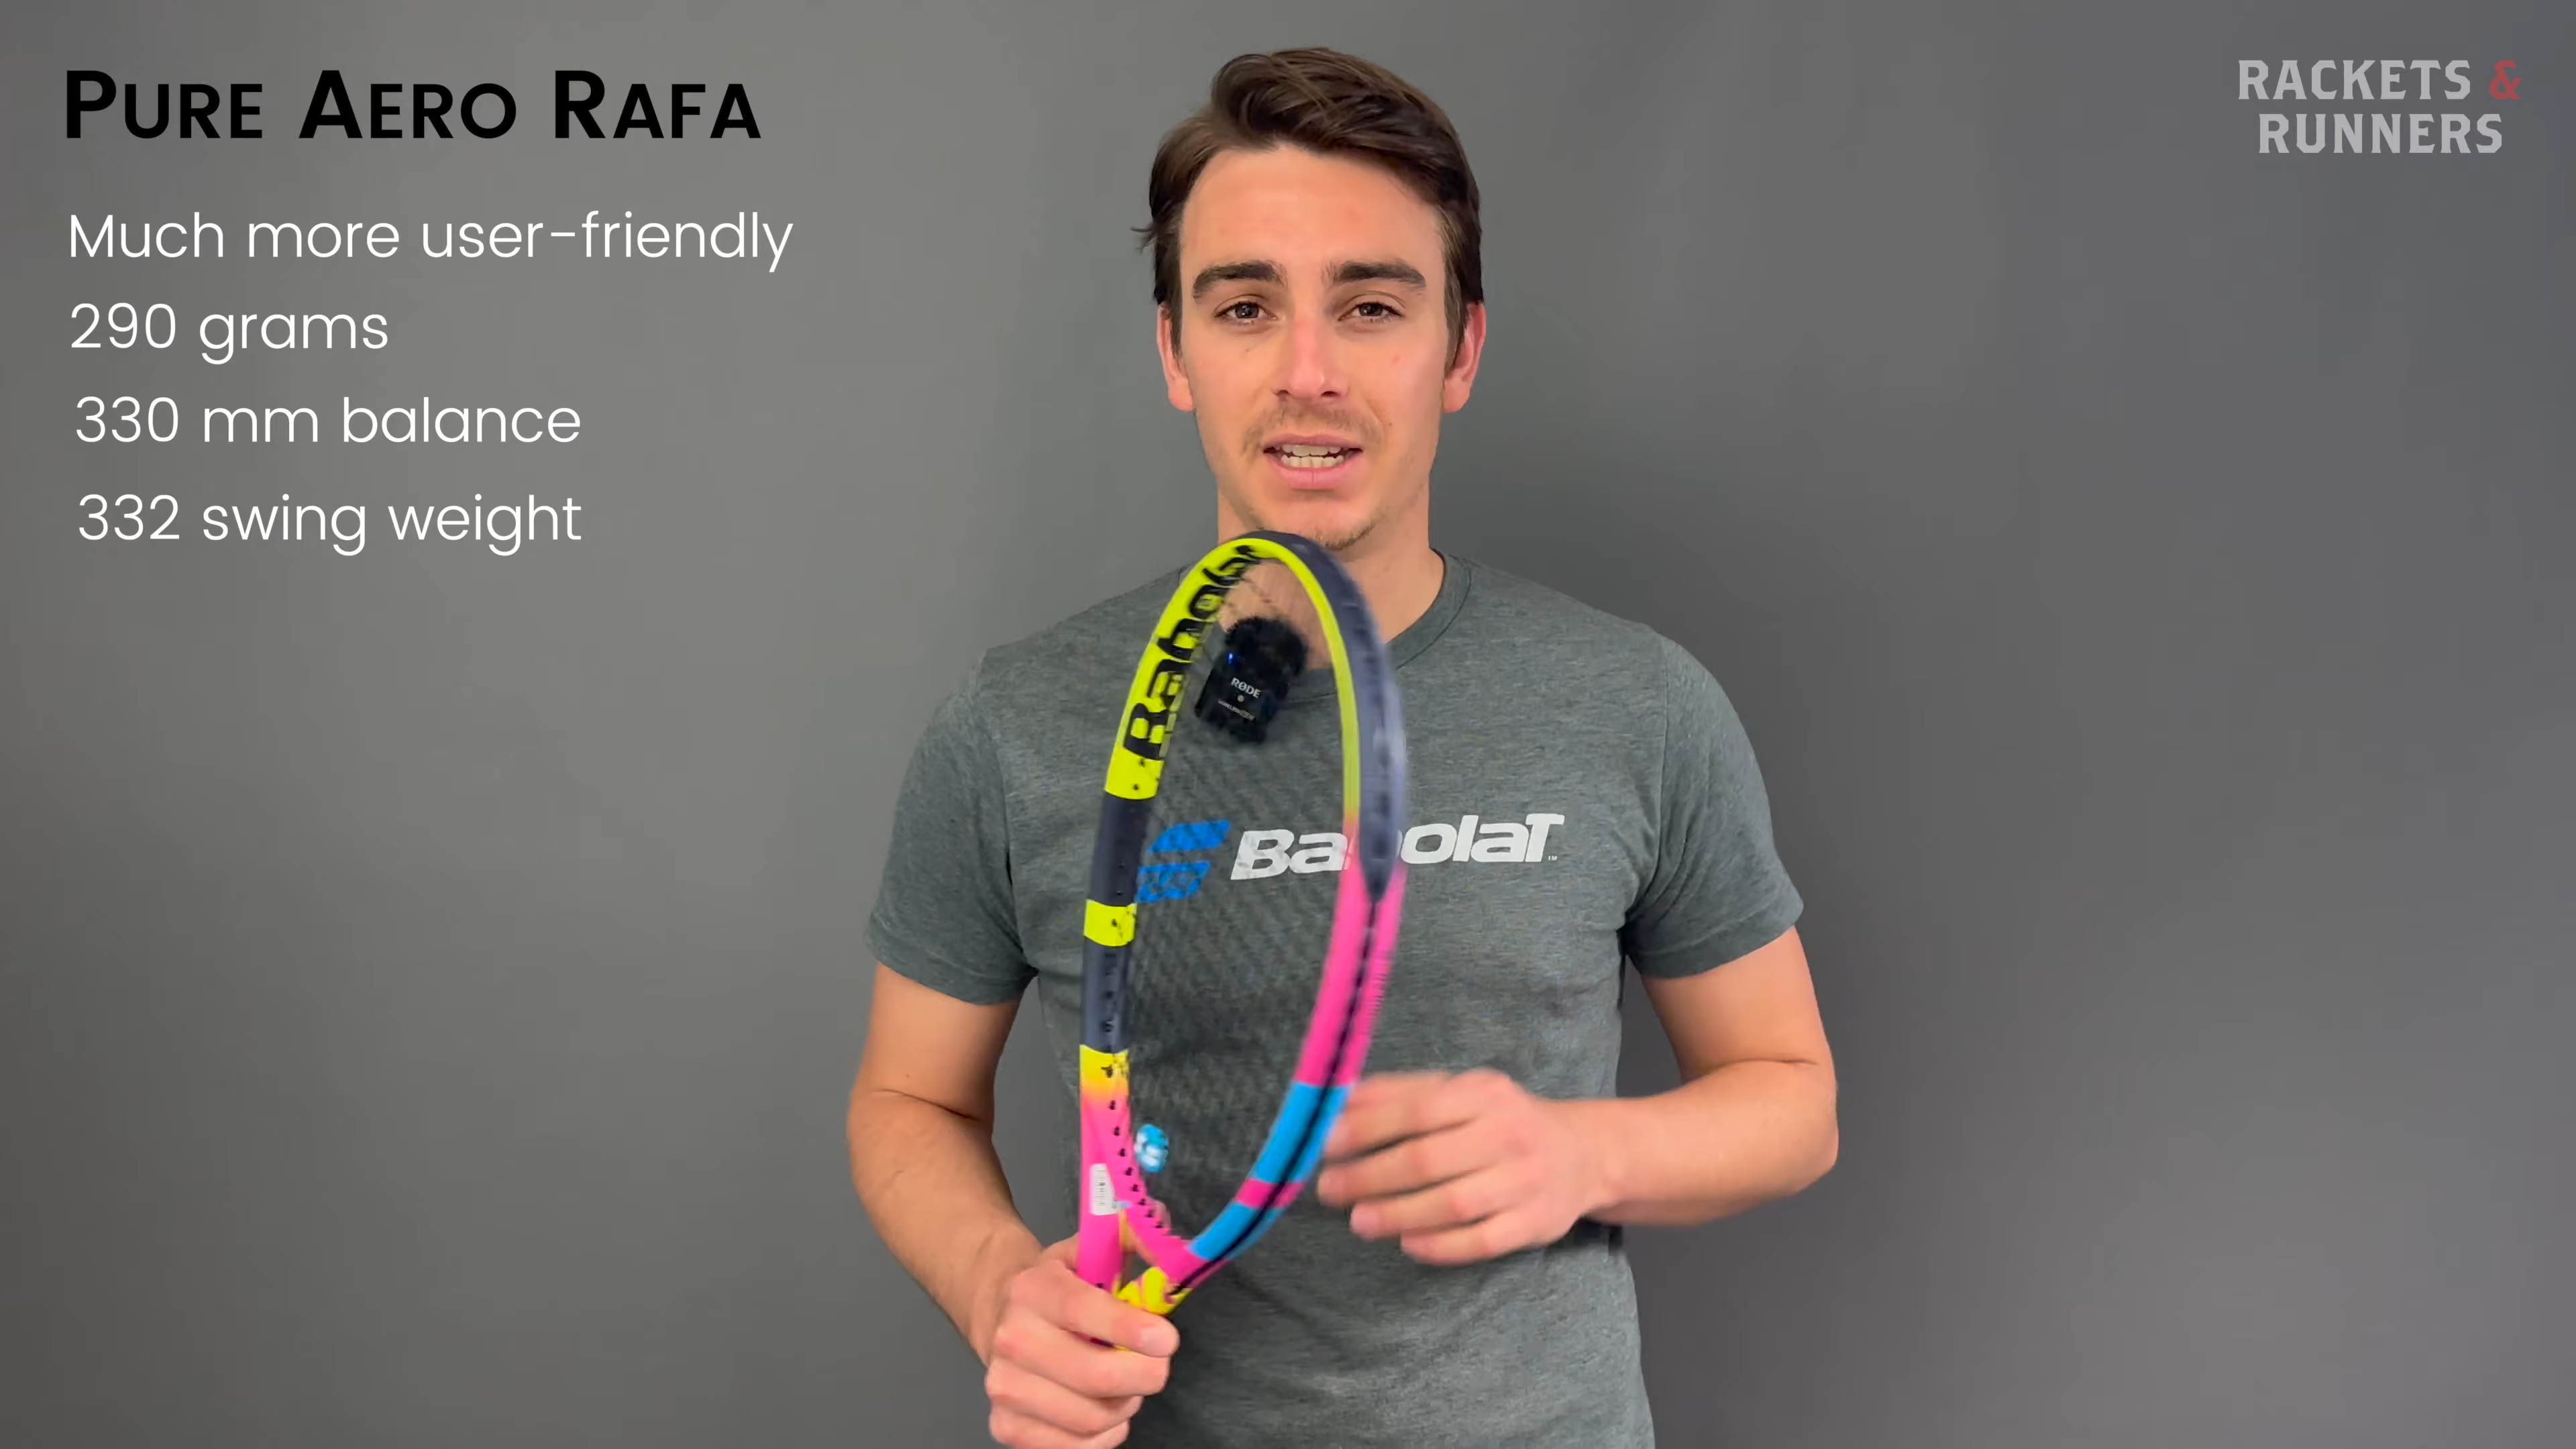 PURE AERO RAFA
Much more user-friendly
290 grams
330 mm balance
332 swing weight
RACKETS &
RUNNERS
Babolat
RØDE
BabolaT